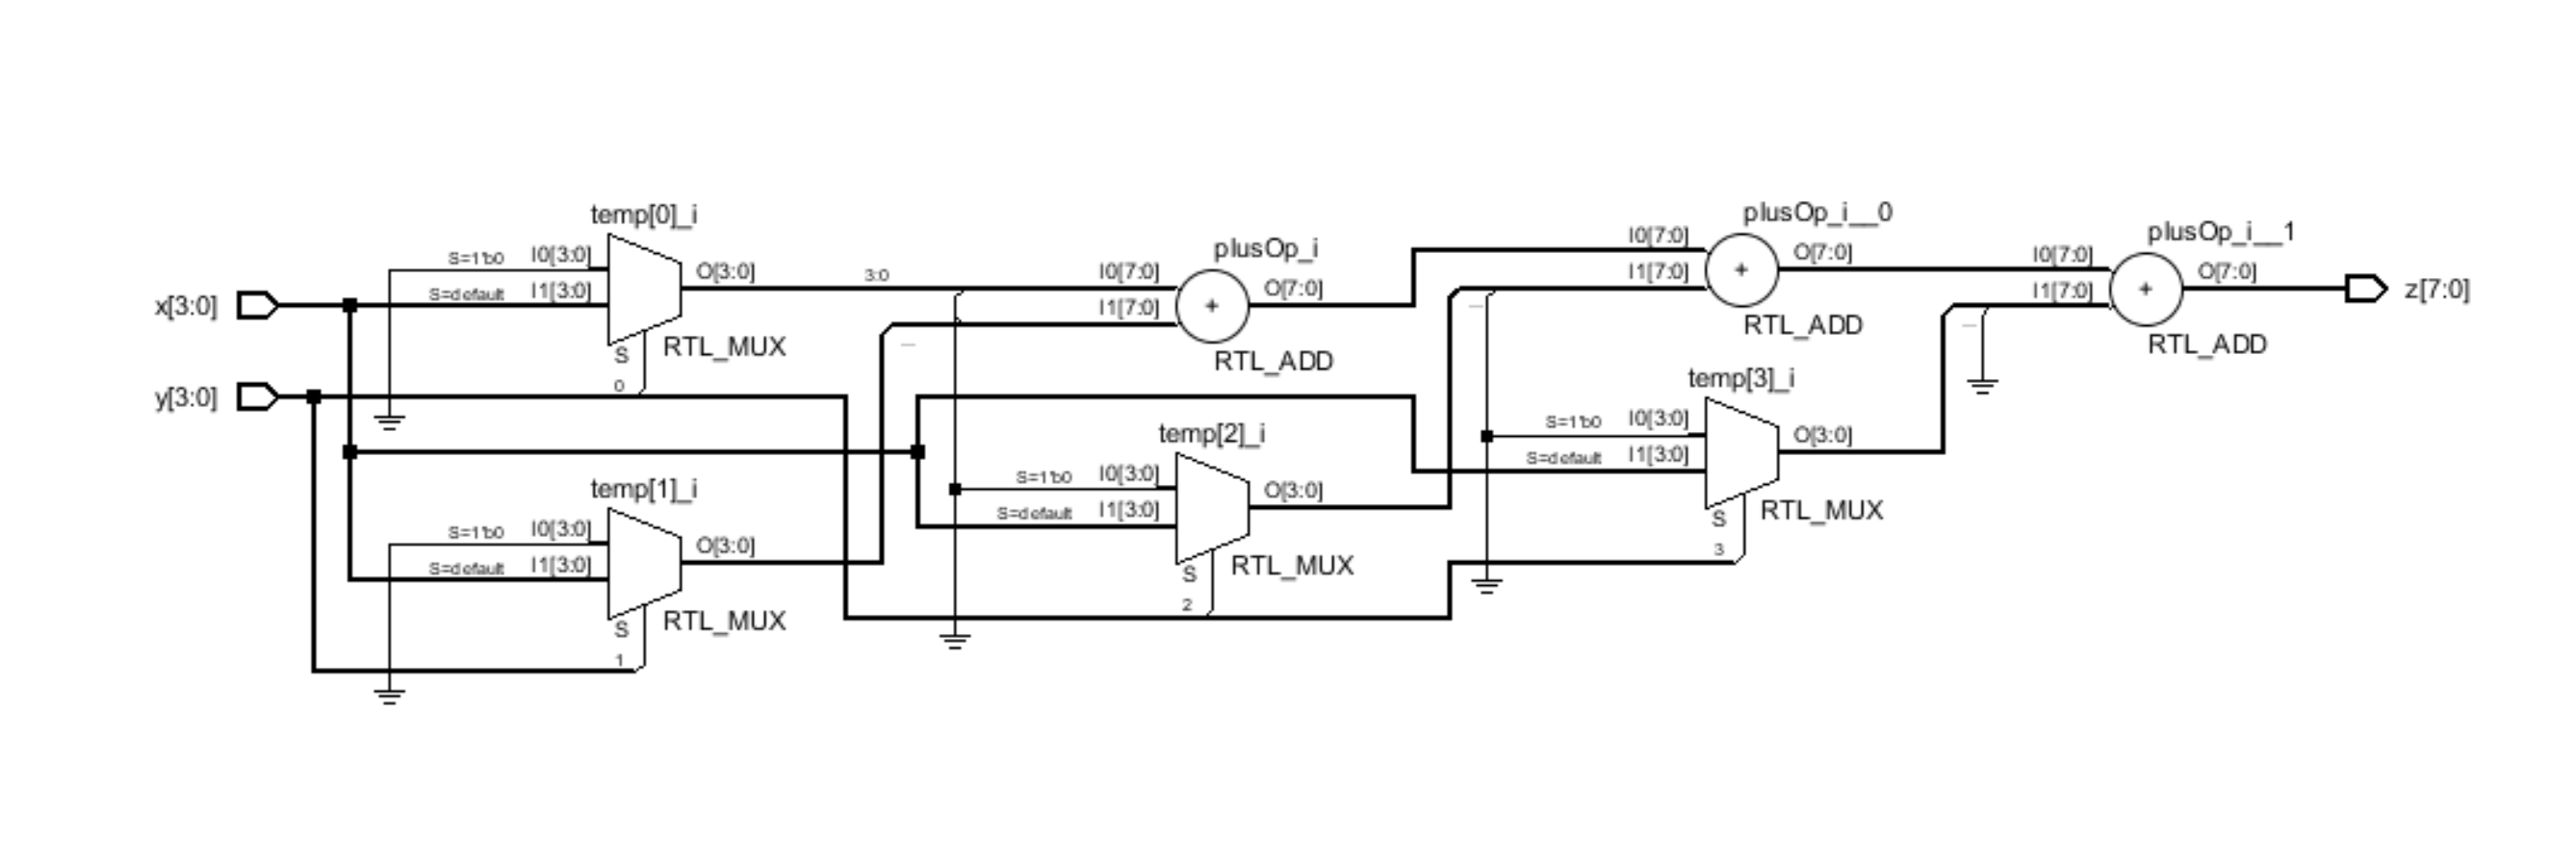 temp[0]_i
S=1'b0 I0[3:0]
S=default I1[3:0]
O[3:0]
S
0
RTL_MUX
x[3:0]
y[3:0]
temp[1]_i
S=1'b0 I0[3:0]
S=default I1[3:0]
O[3:0]
S
1
RTL_MUX
3:0
plusOp_i
I0[7:0]
I1[7:0]
+
O[7:0]
RTL_ADD
temp[2]_i
S=1'b0 I0[3:0]
S=default I1[3:0]
O[3:0]
S
2
RTL_MUX
plusOp_i__0
I0[7:0]
I1[7:0]
+
O[7:0]
RTL_ADD
temp[3]_i
S=1'b0 I0[3:0]
S=default I1[3:0]
O[3:0]
S
3
RTL_MUX
plusOp_i__1
I0[7:0]
I1[7:0]
+
O[7:0]
RTL_ADD
z[7:0]